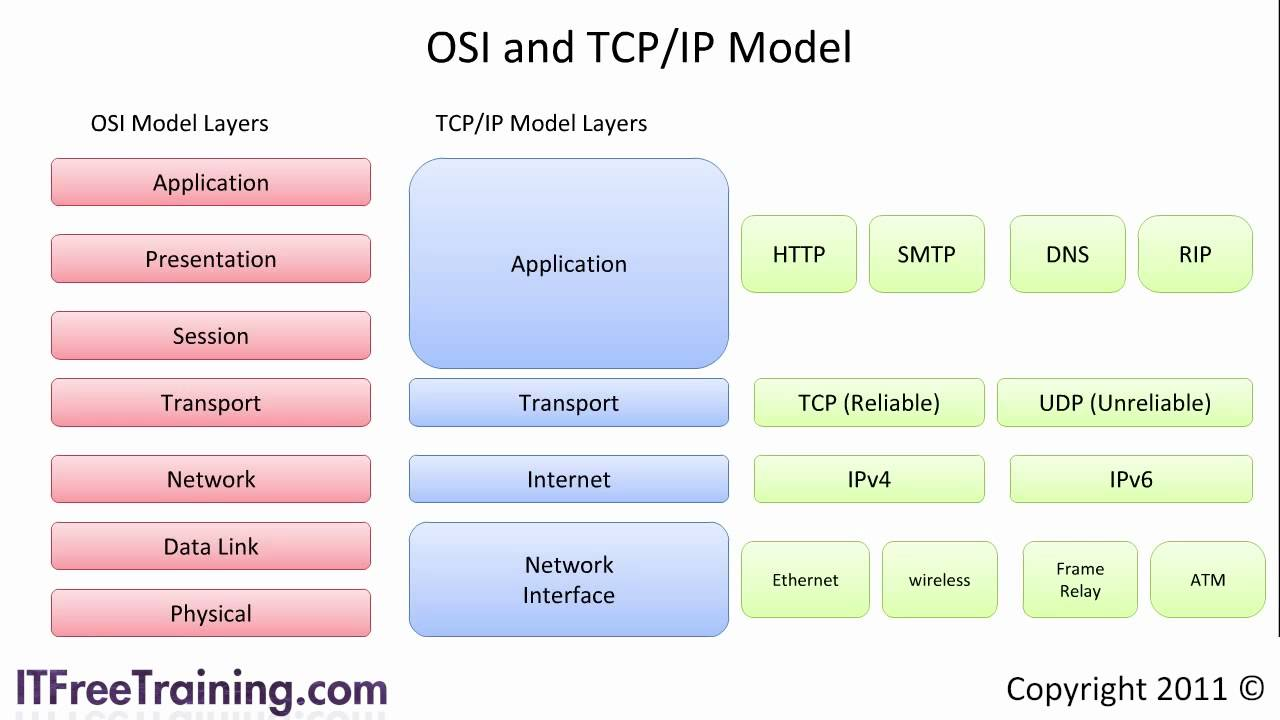 OSI and TCP/IP Model
OSI Model Layers
TCP/IP Model Layers
Application
Presentation
Session
Transport
Network
Data Link
Physical
Application
Transport
Internet
Network
Interface
HTTP
SMTP
DNS
RIP
TCP (Reliable)
UDP (Unreliable)
IPv4
IPv6
Ethernet
wireless
Frame
Relay
ATM
ITFreeTraining.com
Copyright 2011 ©